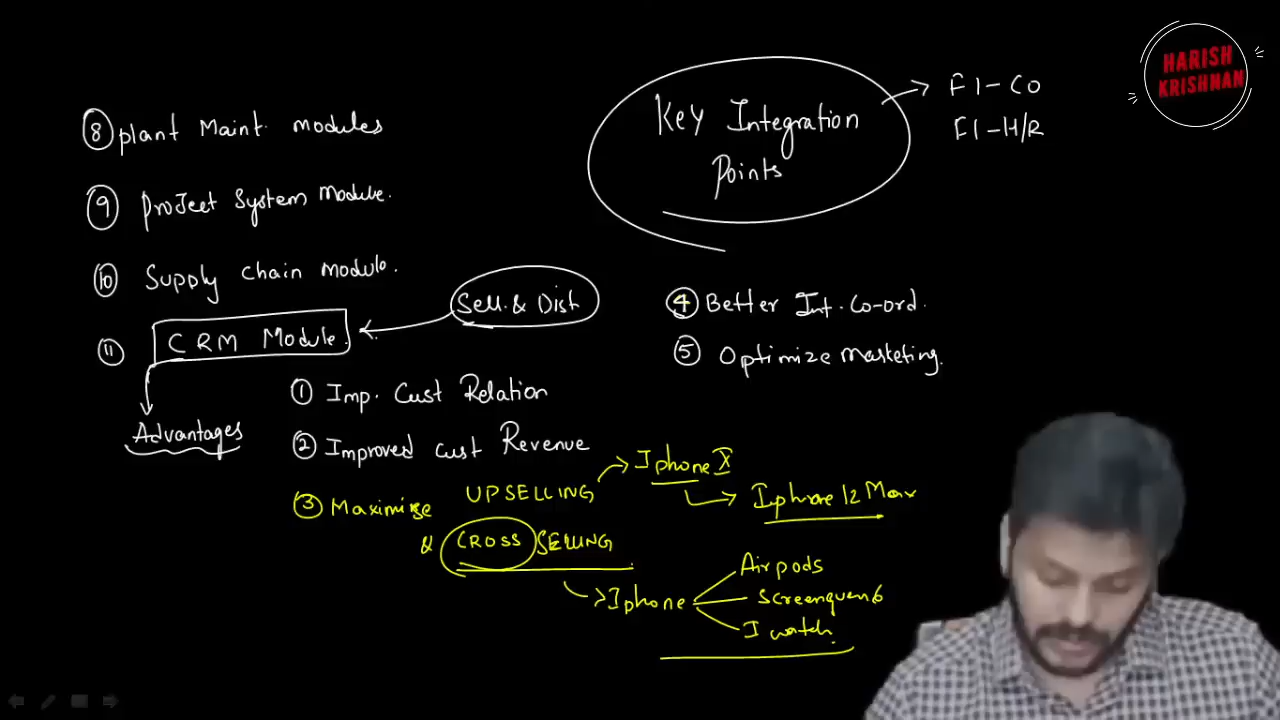 HARISH
KRISHNAN
Key Integration
Points
FI-CO
FI-H/R
8 plant Maint. modules
9 Project System Module.
10 Supply Chain module.
11 CRM Module.
Sell. & Dist
Advantages
1 Imp. Cust Relation
2 Improved cust Revenue
3 Maximise UPSELLING
& CROSS SELLING
Iphone X
Iphone 12 Max
Iphone
Airpods
I watch.
4 Better Int. Co-ord.
5 Optimize Marketing.